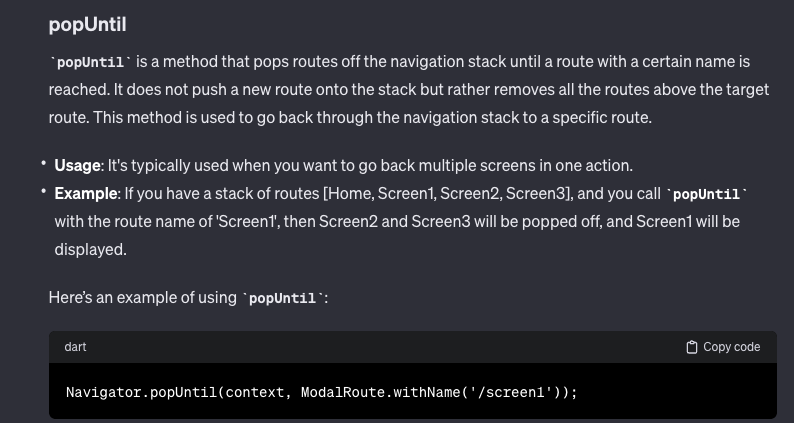 popUntil
`popUntil` is a method that pops routes off the navigation stack until a route with a certain name is
reached. It does not push a new route onto the stack but rather removes all the routes above the target
route. This method is used to go back through the navigation stack to a specific route.
• Usage: It's typically used when you want to go back multiple screens in one action.
• Example: If you have a stack of routes [Home, Screen1, Screen2, Screen3], and you call `popUntil`
with the route name of 'Screen1', then Screen2 and Screen3 will be popped off, and Screen1 will be
displayed.
Here's an example of using `popUntil`:
dart Copy code
Navigator.popUntil(context, ModalRoute.withName('/screen1'));